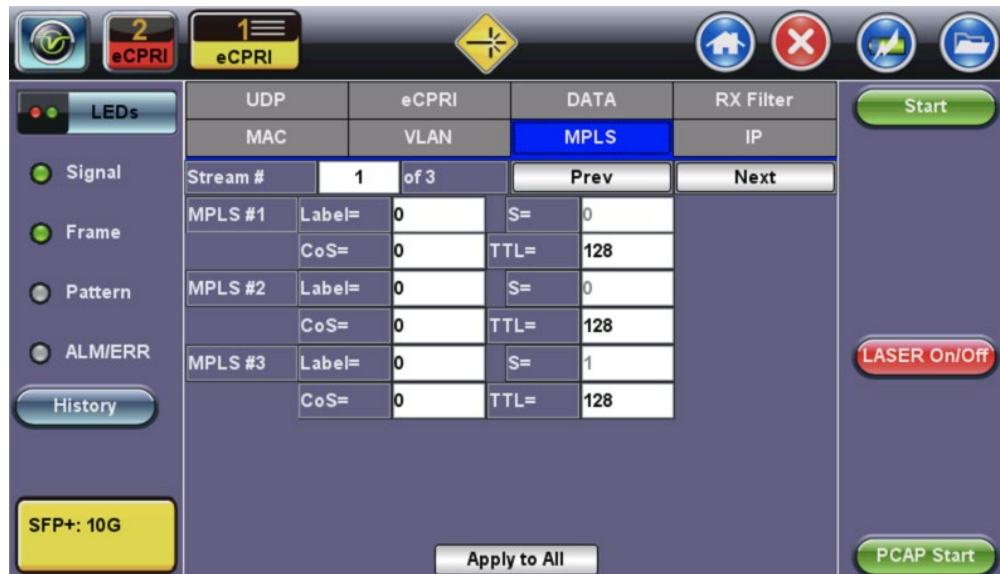 2 eCPRI
1 eCPRI
LEDs
Signal
Frame
Pattern
ALM/ERR
History
SFP+: 10G
UDP eCPRI DATA RX Filter
MAC VLAN MPLS IP
Stream # 1 of 3 Prev Next
MPLS #1 Label= 0 S= 0
CoS= 0 TTL= 128
MPLS #2 Label= 0 S= 0
CoS= 0 TTL= 128
MPLS #3 Label= 0 S= 1
CoS= 0 TTL= 128
Apply to All
Start
LASER On/Off
PCAP Start